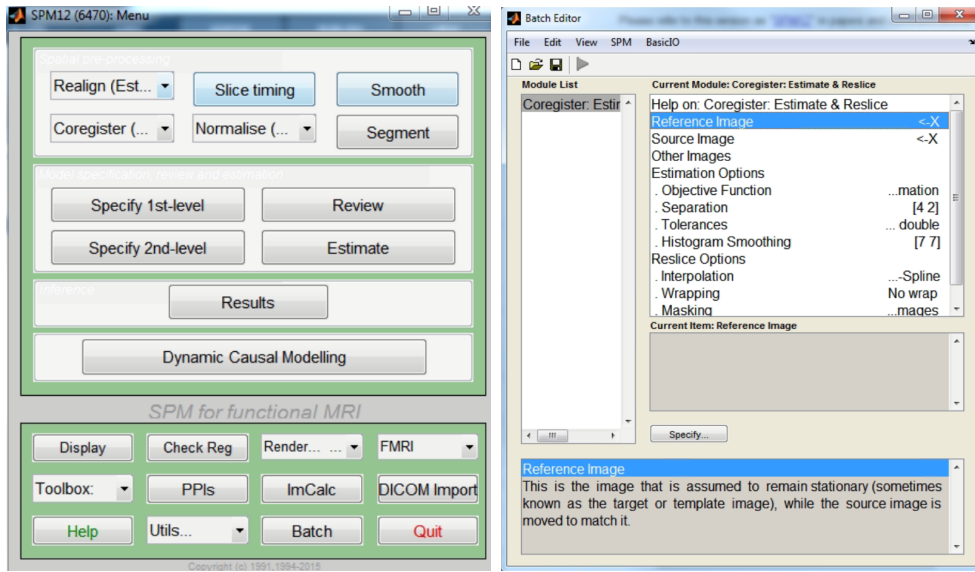 SPM12 (6470): Menu
Spatial pre-processing
Realign (Est...
Slice timing
Smooth
Coregister (...
Normalise (...
Segment
Model specification, review and estimation
Specify 1st-level
Review
Specify 2nd-level
Estimate
Inference
Results
Dynamic Causal Modelling
SPM for functional MRI
Display
Check Reg
Render... ...
FMRI
Toolbox:
PPIs
ImCalc
DICOM Import
Help
Utils...
Batch
Quit
Copyright (c) 1991,1994-2015
Batch Editor
File Edit View SPM BasicIO
Module List
Current Module: Coregister: Estimate & Reslice
Coregister: Estir
Help on: Coregister: Estimate & Reslice
Reference Image <-X
Source Image <-X
Other Images
Estimation Options
. Objective Function ...mation
. Separation [4 2]
. Tolerances ... double
. Histogram Smoothing [7 7]
Reslice Options
. Interpolation ...-Spline
. Wrapping No wrap
. Masking ...mages
Current Item: Reference Image
Specify...
Reference Image
This is the image that is assumed to remain stationary (sometimes
known as the target or template image), while the source image is
moved to match it.